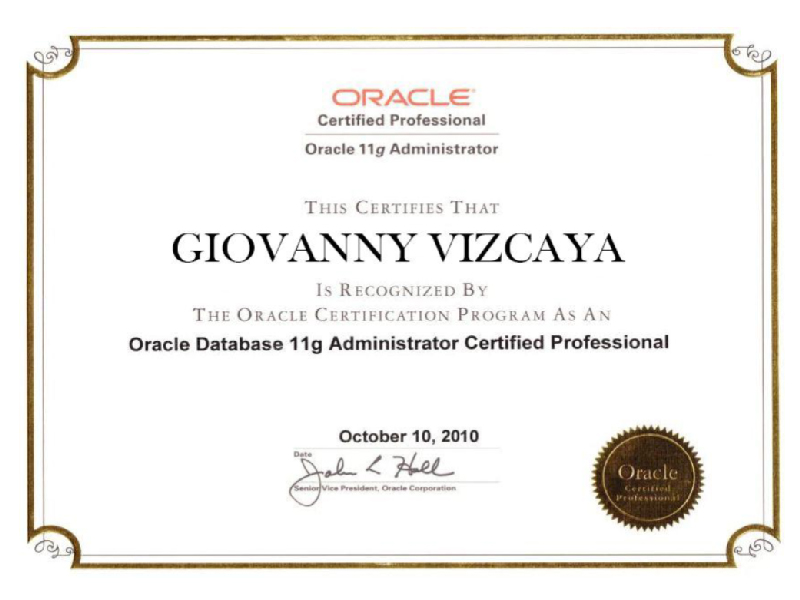 ORACLE
Certified Professional
Oracle 11g Administrator
THIS CERTIFIES THAT
GIOVANNY VIZCAYA
IS RECOGNIZED BY
THE ORACLE CERTIFICATION PROGRAM AS AN
Oracle Database 11g Administrator Certified Professional
October 10, 2010
Date
John L Hall
Senior Vice President, Oracle Corporation
Oracle
Certified
Professional